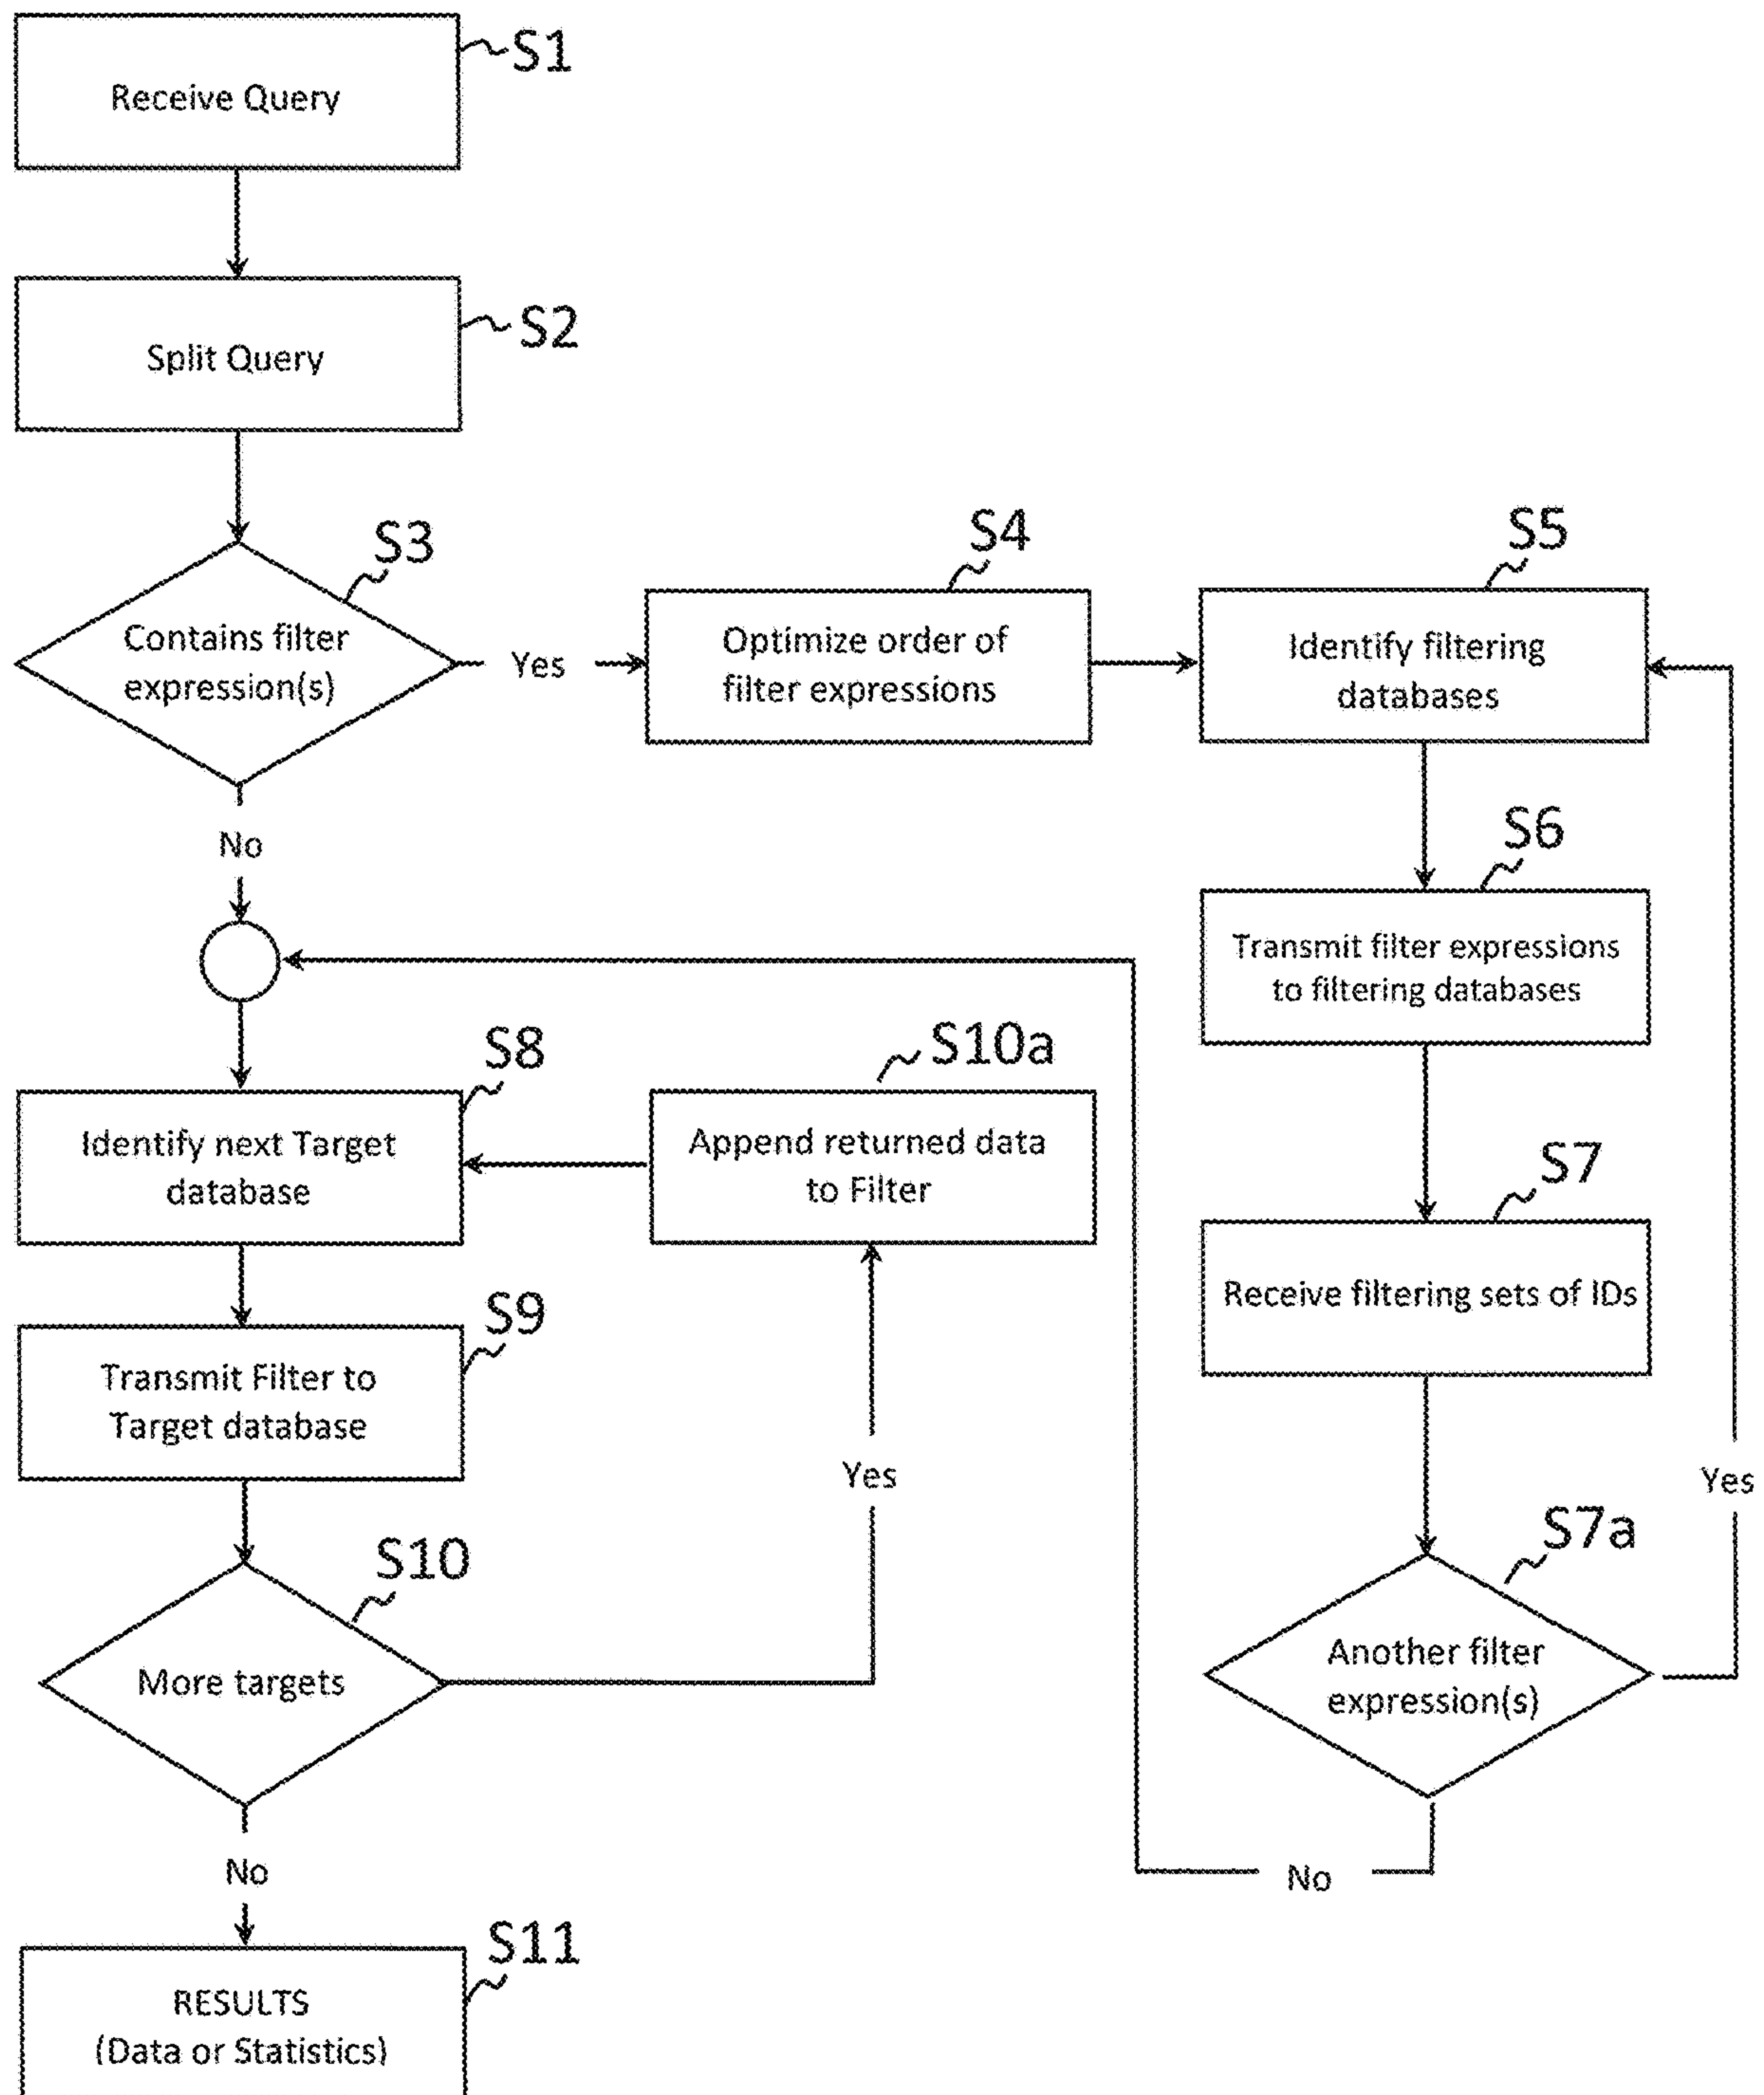 S1
Receive Query
S2
Split Query
S3
Contains filter
expression(s)
Yes
S4
Optimize order of
filter expressions
S5
Identify filtering
databases
No
S6
Transmit filter expressions
to filtering databases
S8
Identify next Target
database
S10a
Append returned data
to Filter
S7
Receive filtering sets of IDs
S9
Transmit Filter to
Target database
Yes
Yes
S10
More targets
S7a
Another filter
expression(s)
No
No
S11
RESULTS
(Data or Statistics)